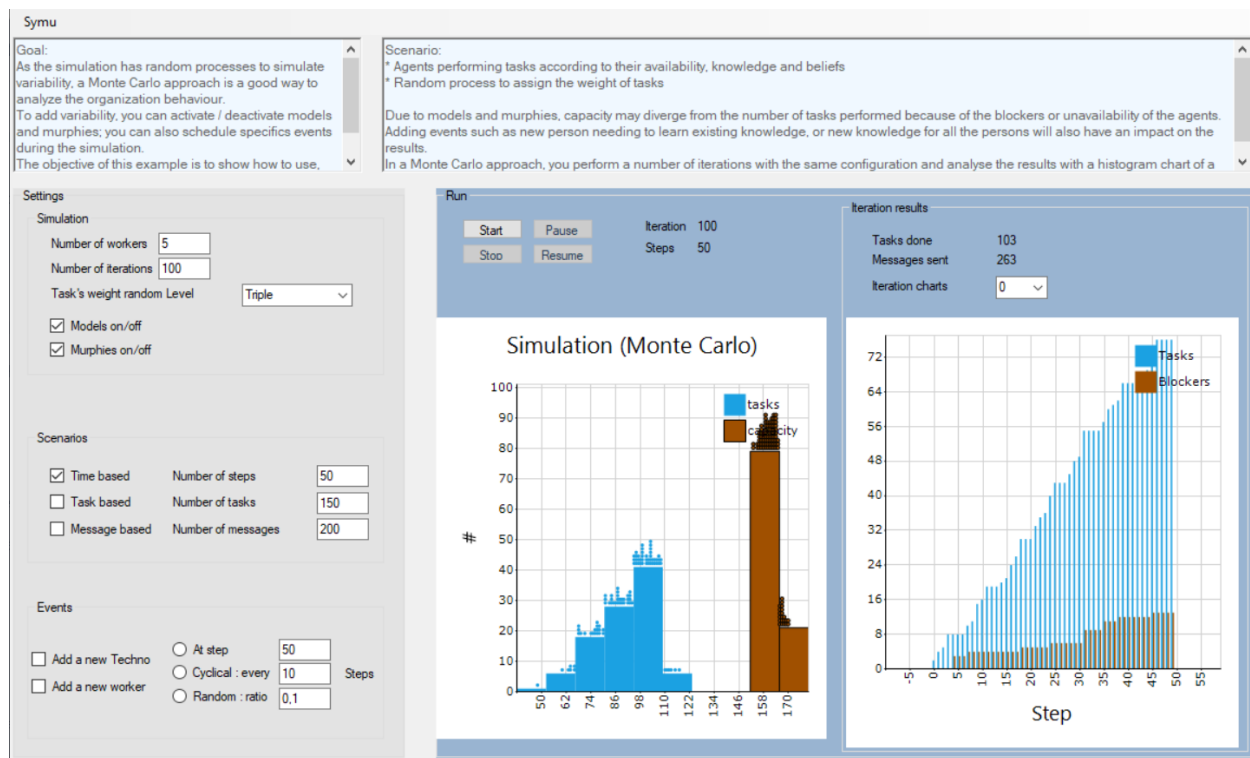 Symu
Goal:
As the simulation has random processes to simulate
variability, a Monte Carlo approach is a good way to
analyze the organization behaviour.
To add variability, you can activate / deactivate models
and murphies; you can also schedule specifics events
during the simulation.
The objective of this example is to show how to use,
Scenario:
* Agents performing tasks according to their availability, knowledge and beliefs
* Random process to assign the weight of tasks
Due to models and murphies, capacity may diverge from the number of tasks performed because of the blockers or unavailability of the agents.
Adding events such as new person needing to learn existing knowledge, or new knowledge for all the persons will also have an impact on the
results.
In a Monte Carlo approach, you perform a number of iterations with the same configuration and analyse the results with a histogram chart of a
Settings
Simulation
Number of workers 5
Number of iterations 100
Task's weight random Level Triple
Models on/off
Murphies on/off
Scenarios
Time based Number of steps 50
Task based Number of tasks 150
Message based Number of messages 200
Events
Add a new Techno
Add a new worker
At step 50
Cyclical : every 10 Steps
Random : ratio 0,1
Run
Start Pause
Stop Resume
Iteration 100
Steps 50
Iteration results
Tasks done 103
Messages sent 263
Iteration charts 0
Simulation (Monte Carlo)
tasks
capacity
#
100
90
80
70
60
50
40
30
20
10
0
50 62 74 86 98 110 122 134 146 158 170
Tasks
Blockers
72
64
56
48
40
32
24
16
8
0
-5 0 5 10 15 20 25 30 35 40 45 50 55
Step